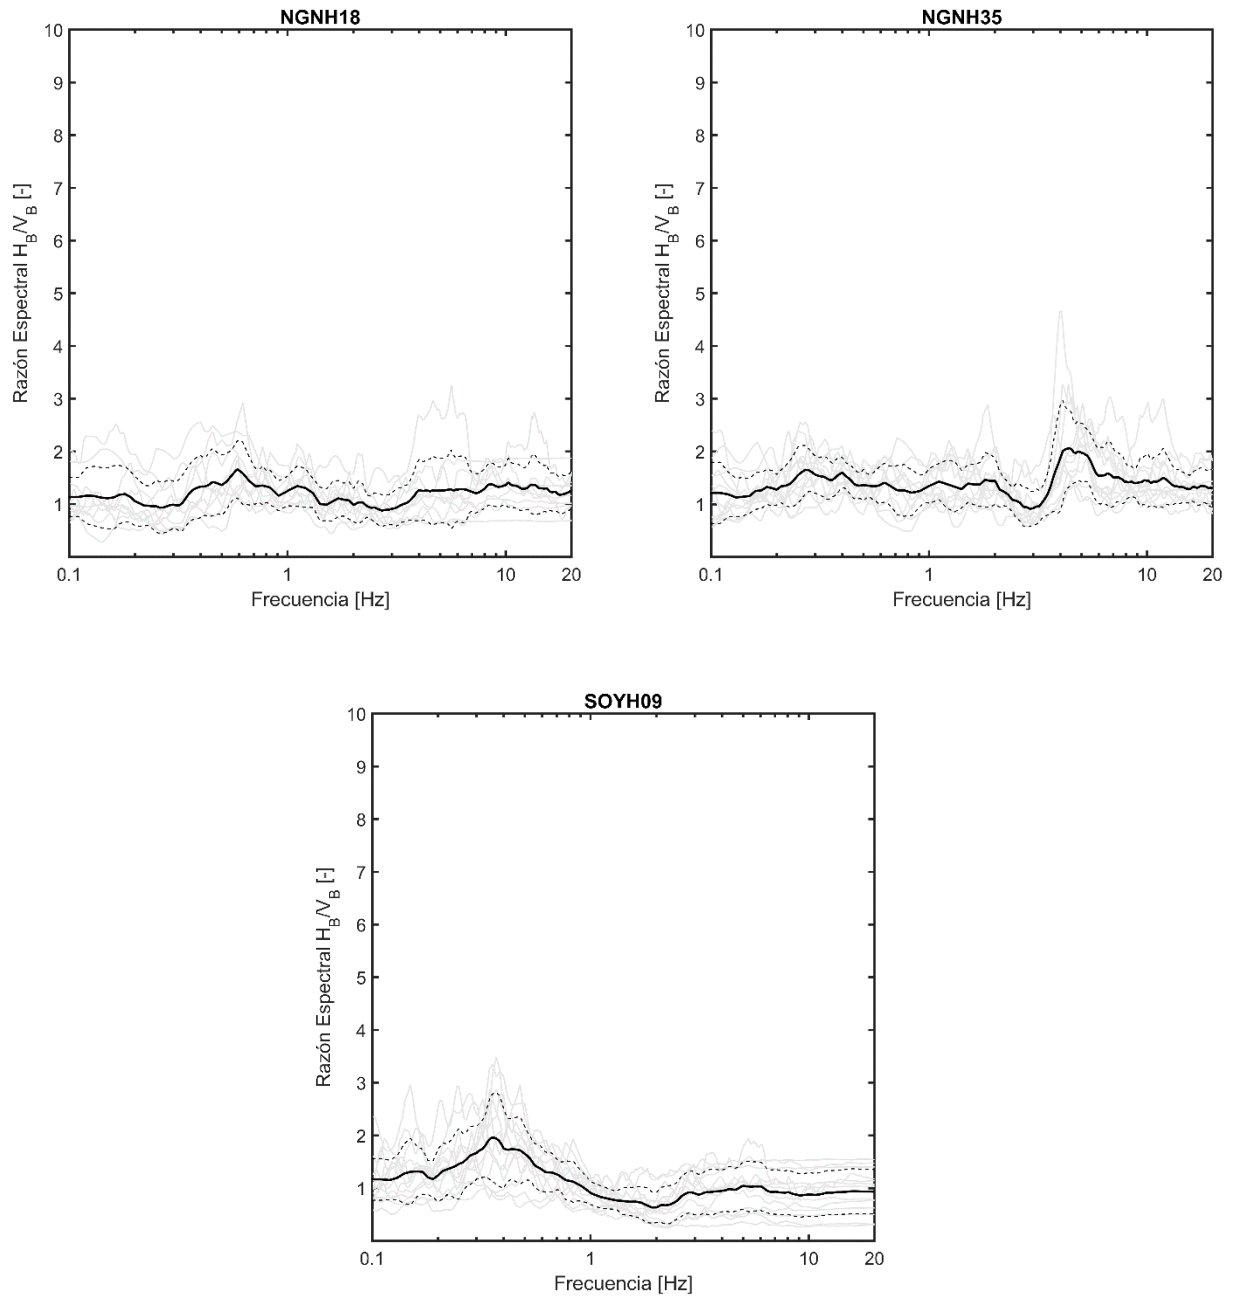 NGNH18
10
9
8
7
6
5
4
3
2
1
Razón Espectral H_B/V_B [-]
0.1 1 10 20
Frecuencia [Hz]
NGNH35
10
9
8
7
6
5
4
3
2
1
Razón Espectral H_B/V_B [-]
0.1 1 10 20
Frecuencia [Hz]
SOYH09
10
9
8
7
6
5
4
3
2
1
Razón Espectral H_B/V_B [-]
0.1 1 10 20
Frecuencia [Hz]